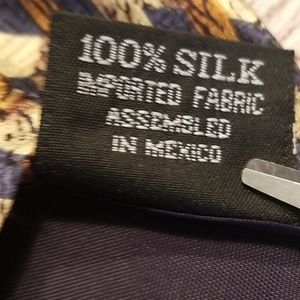 100% SILK
IMPORTED FABRIC
ASSEMBLED
IN MEXICO